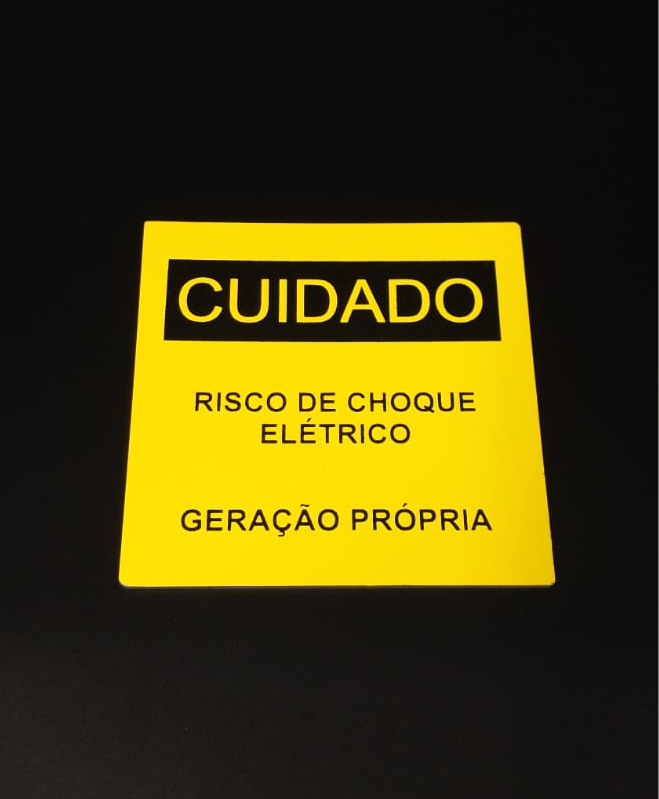 CUIDADO
RISCO DE CHOQUE
ELÉTRICO
GERAÇÃO PRÓPRIA